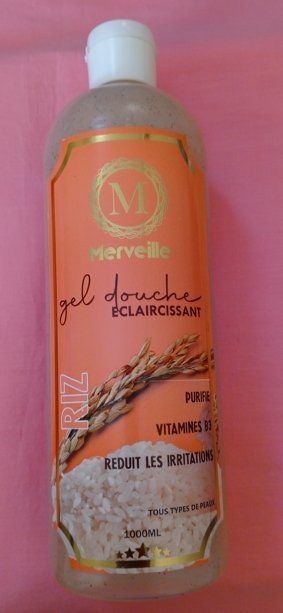 M
Merveille
gel douche
ECLAIRCISSANT
RIZ
PURIFIE
VITAMINES B3
REDUIT LES IRRITATIONS
TOUS TYPES DE PEAUX
1000ML